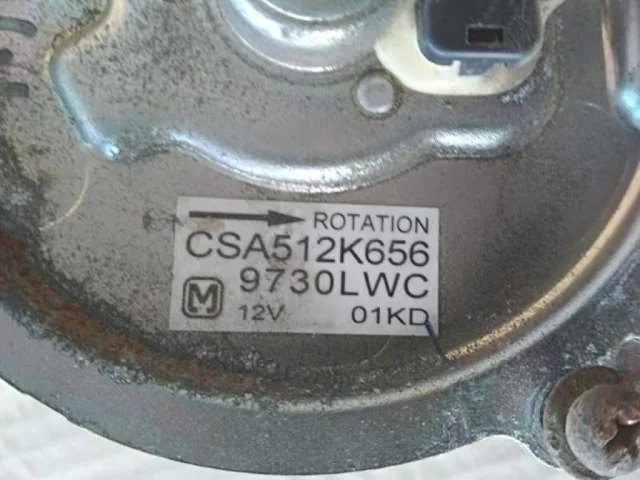 ROTATION
CSA512K656
9730LWC
M
12V 01KD